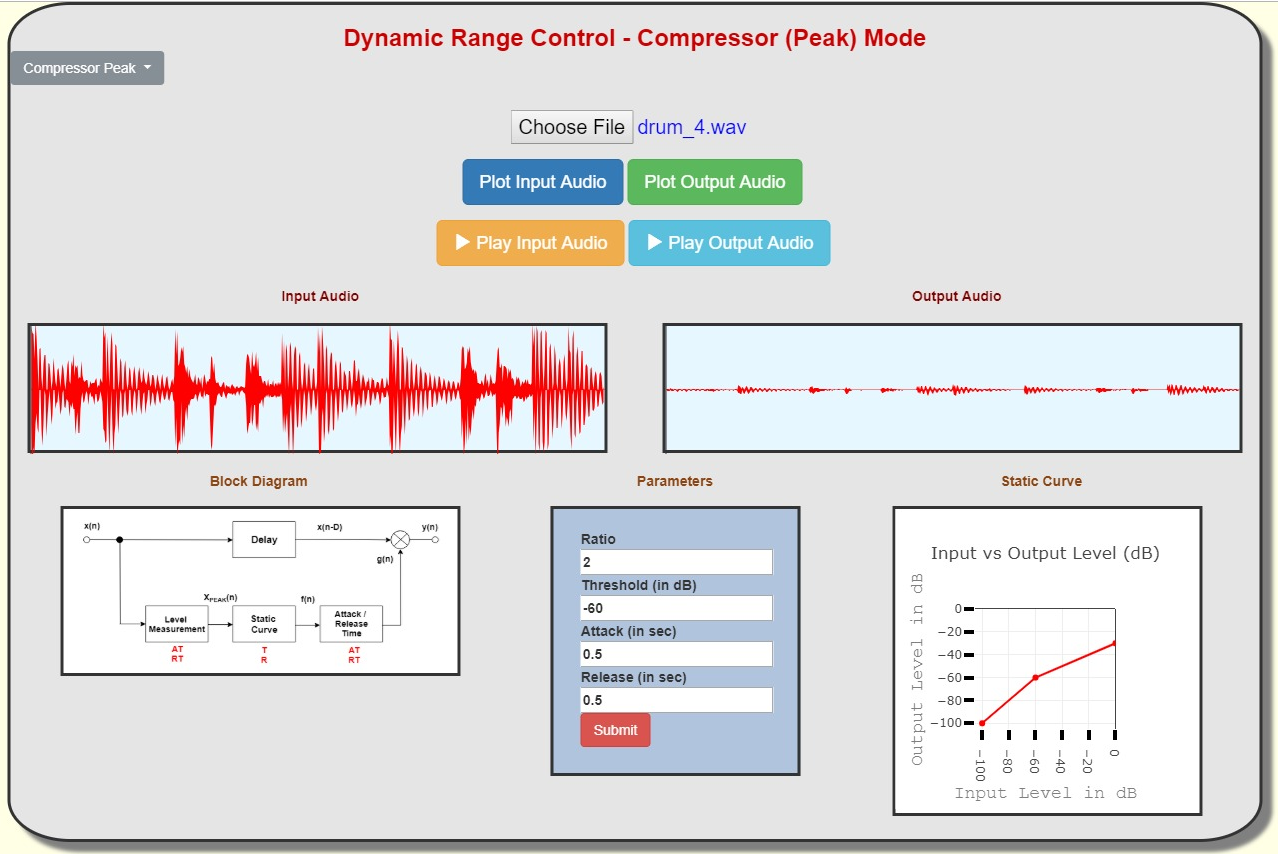 Dynamic Range Control - Compressor (Peak) Mode
Compressor Peak
Choose File drum_4.wav
Plot Input Audio Plot Output Audio
Play Input Audio Play Output Audio
Input Audio Output Audio
Block Diagram
x(n)
Delay
x(n-D)
y(n)
g(n)
XPEAK(n)
f(n)
Level
Measurement
Static
Curve
Attack /
Release
Time
AT
RT
T
R
AT
RT
Parameters
Ratio
2
Threshold (in dB)
-60
Attack (in sec)
0.5
Release (in sec)
0.5
Submit
Static Curve
Input vs Output Level (dB)
Output Level in dB
0
−20
−40
−60
−80
−100
−100 −80 −60 −40 −20 0
Input Level in dB